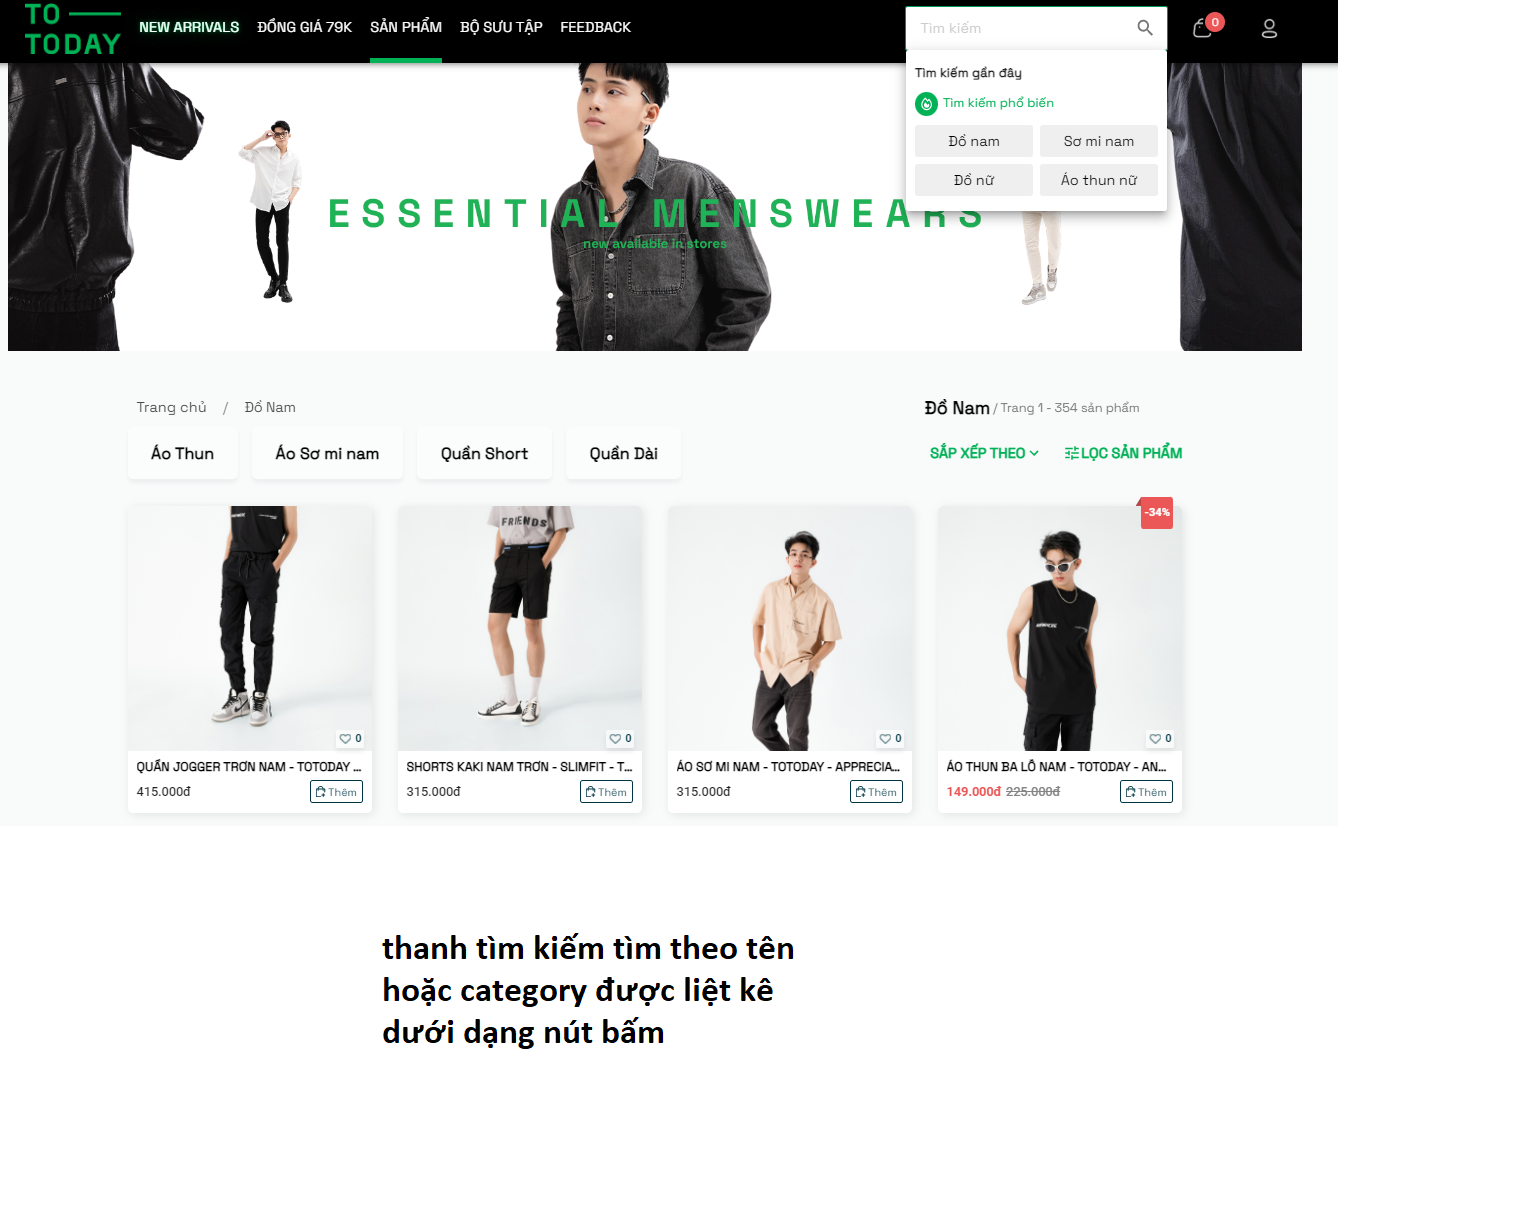 TO
TODAY
NEW ARRIVALS
ĐỒNG GIÁ 79K
SẢN PHẨM
BỘ SƯU TẬP
FEEDBACK
Tìm kiếm
0
Tìm kiếm gần đây
Tìm kiếm phổ biến
Đồ nam
Sơ mi nam
Đồ nữ
Áo thun nữ
ESSENTIAL MENSWEARS
new available in stores
Trang chủ / Đồ Nam
Đồ Nam / Trang 1 - 354 sản phẩm
Áo Thun
Áo Sơ mi nam
Quần Short
Quần Dài
SẮP XẾP THEO
LỌC SẢN PHẨM
FRIENDS
-34%
0
0
0
0
QUẦN JOGGER TRƠN NAM - TOTODAY ...
415.000đ
Thêm
SHORTS KAKI NAM TRƠN - SLIMFIT - T...
315.000đ
Thêm
ÁO SƠ MI NAM - TOTODAY - APPRECIA...
315.000đ
Thêm
ÁO THUN BA LỖ NAM - TOTODAY - AN...
149.000đ 225.000đ
Thêm
thanh tìm kiếm tìm theo tên
hoặc category được liệt kê
dưới dạng nút bấm